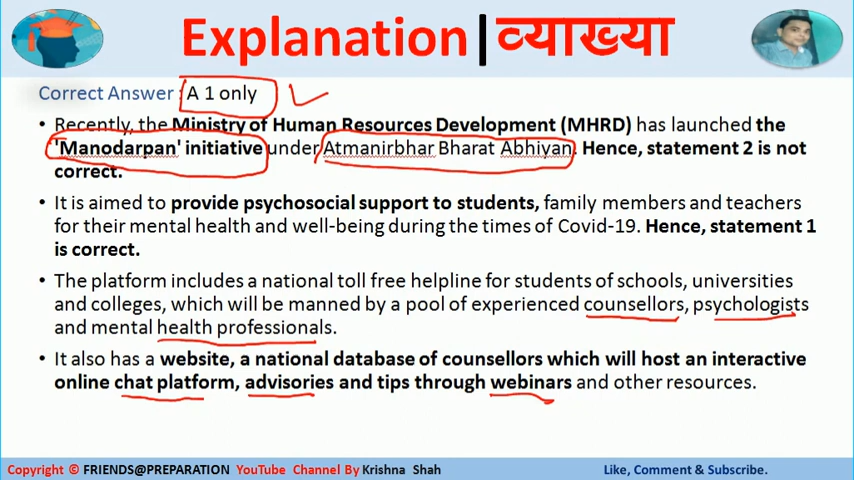 Explanation|व्याख्या
Correct Answer : A 1 only
• Recently, the Ministry of Human Resources Development (MHRD) has launched the
'Manodarpan' initiative under Atmanirbhar Bharat Abhiyan. Hence, statement 2 is not
correct.
• It is aimed to provide psychosocial support to students, family members and teachers
for their mental health and well-being during the times of Covid-19. Hence, statement 1
is correct.
• The platform includes a national toll free helpline for students of schools, universities
and colleges, which will be manned by a pool of experienced counsellors, psychologists
and mental health professionals.
• It also has a website, a national database of counsellors which will host an interactive
online chat platform, advisories and tips through webinars and other resources.
Copyright © FRIENDS@PREPARATION YouTube Channel By Krishna Shah Like, Comment & Subscribe.